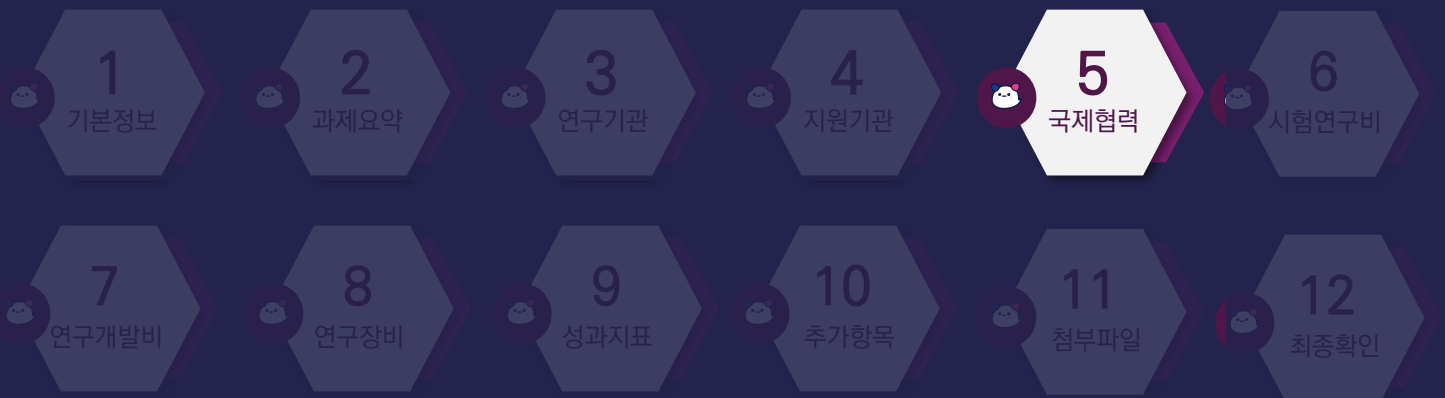 1
기본정보
2
과제요약
3
연구기관
4
지원기관
5
국제협력
6
시험연구비
7
연구개발비
8
연구장비
9
성과지표
10
추가항목
11
첨부파일
12
최종확인